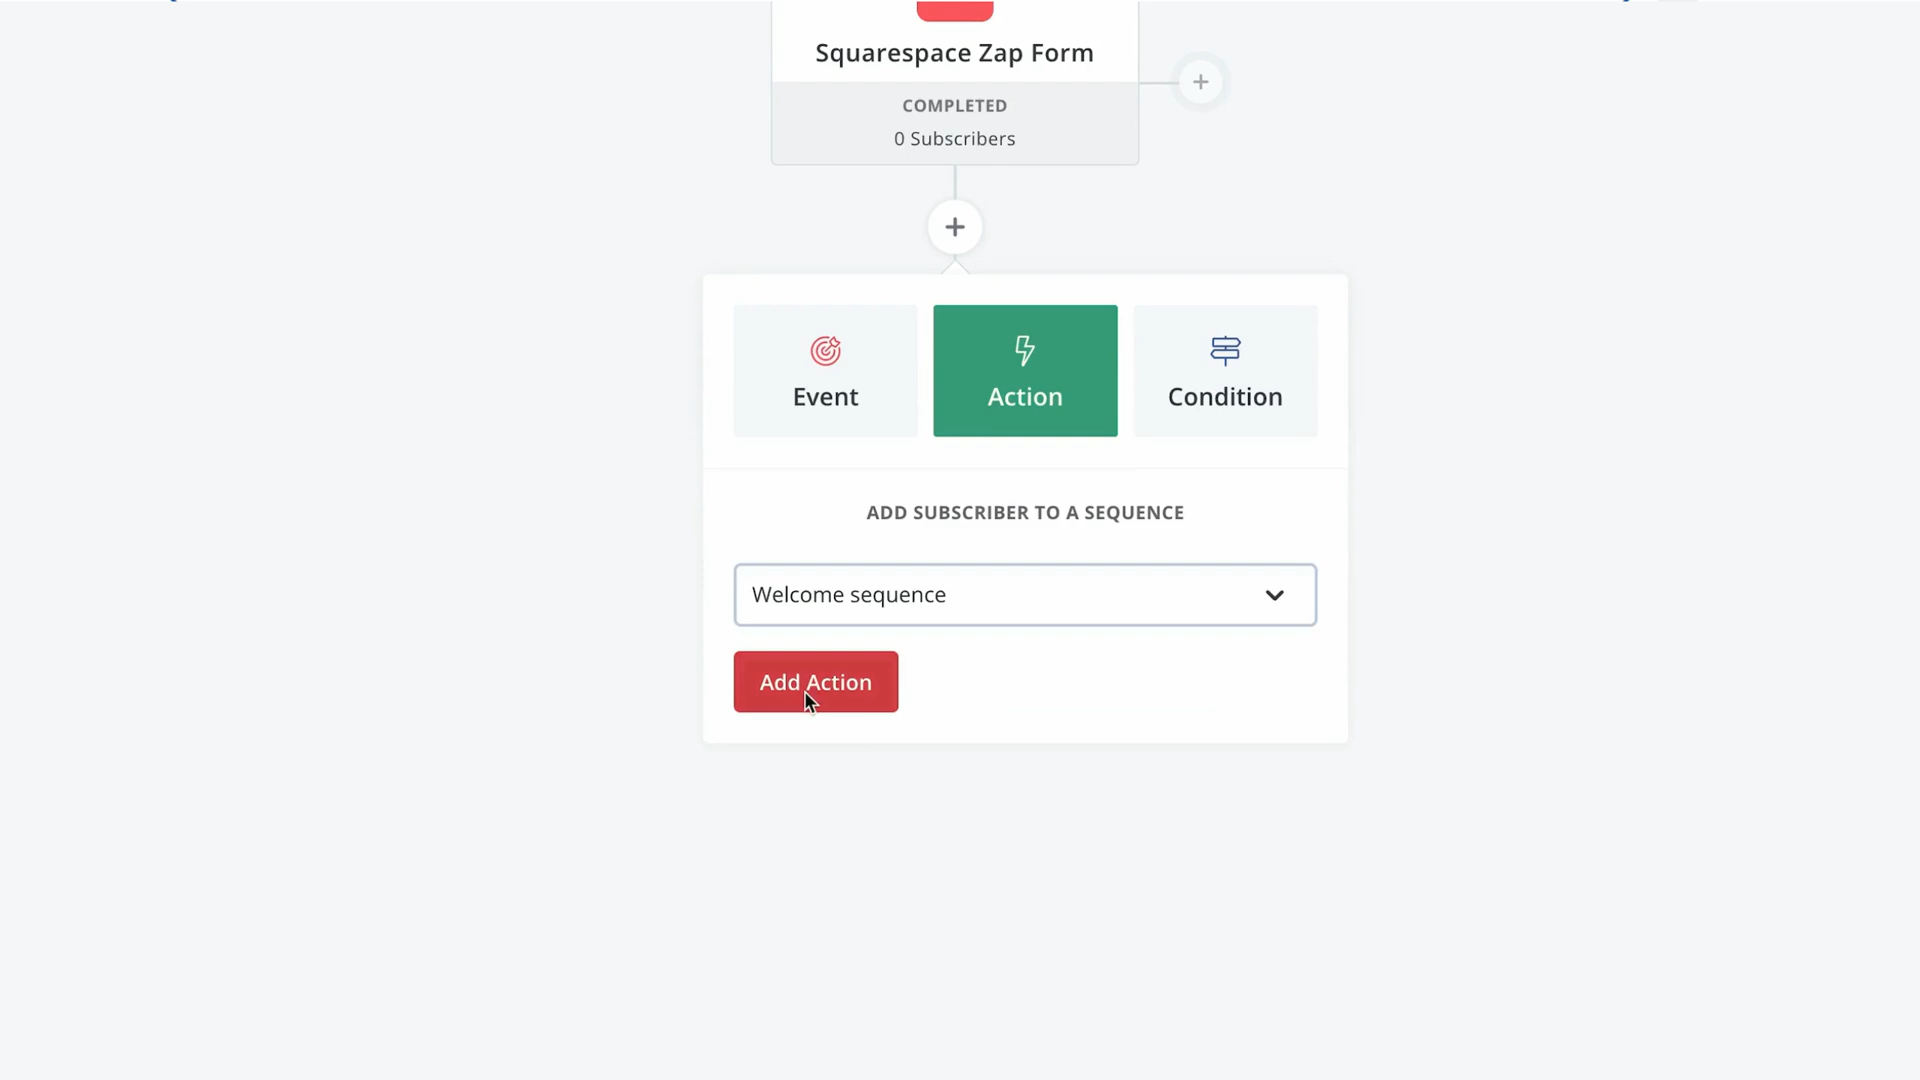 Squarespace Zap Form
COMPLETED
0 Subscribers
Event
Action
Condition
ADD SUBSCRIBER TO A SEQUENCE
Welcome sequence
Add Action